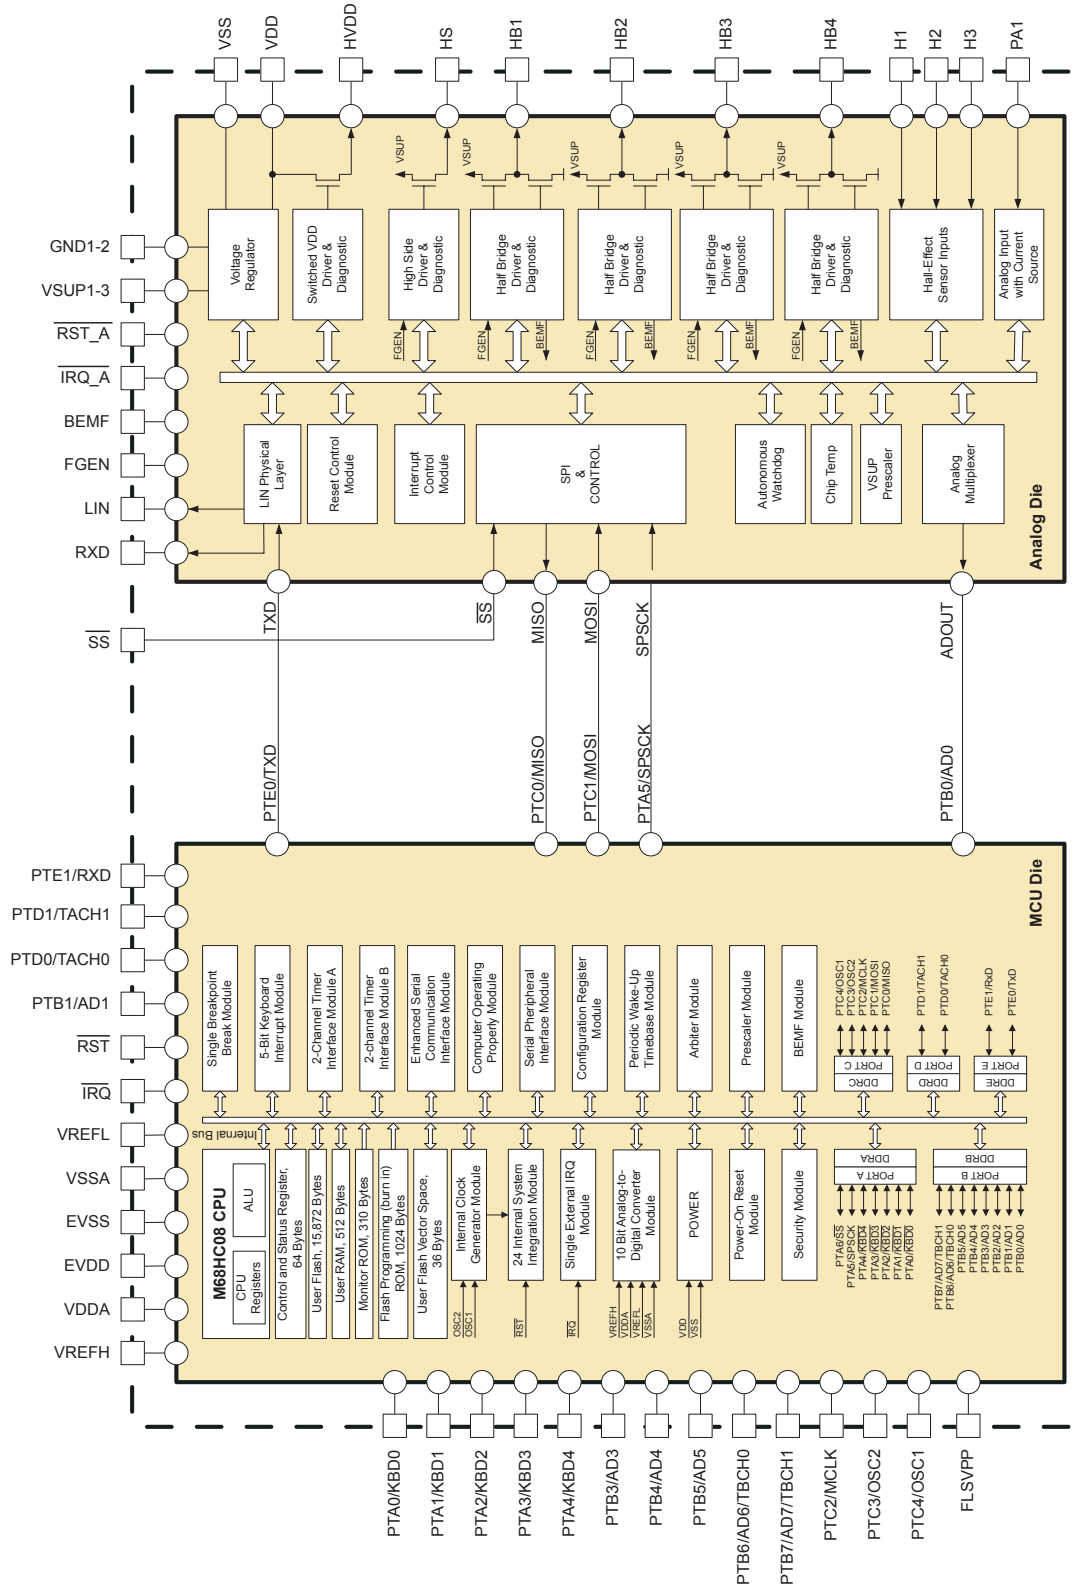 VSS
VDD
HVDD
HS
HB1
HB2
HB3
HB4
H1
H2
H3
PA1
GND1-2
VSUP1-3
RST_A
IRQ_A
BEMF
FGEN
LIN
RXD
SS
VSUP
VSUP
VSUP
VSUP
VSUP
Voltage
Regulator
Switched VDD
Driver &
Diagnostic
High Side
Driver &
Diagnostic
Half Bridge
Driver &
Diagnostic
Half Bridge
Driver &
Diagnostic
Half Bridge
Driver &
Diagnostic
Half Bridge
Driver &
Diagnostic
Hall-Effect
Sensor Inputs
Analog Input
with Current
Source
FGEN
FGEN
BEMF
FGEN
BEMF
FGEN
BEMF
FGEN
BEMF
LIN Physical
Layer
Reset Control
Module
Interrupt
Control
Module
SPI
&
CONTROL
Autonomous
Watchdog
Chip Temp
VSUP
Prescaler
Analog
Multiplexer
Analog Die
TXD
SS
MISO
MOSI
SPSCK
ADOUT
PTE0/TXD
PTC0/MISO
PTC1/MOSI
PTA5/SPSCK
PTB0/AD0
PTE1/RXD
PTD1/TACH1
PTD0/TACH0
PTB1/AD1
RST
IRQ
VREFL
VSSA
EVSS
EVDD
VDDA
VREFH
MCU Die
Single Breakpoint
Break Module
5-Bit Keyboard
Interrupt Module
2-Channel Timer
Interface Module A
2-channel Timer
Interface Module B
Enhanced Serial
Communication
Interface Module
Computer Operating
Properly Module
Serial Pheripheral
Interface Module
Configuration Register
Module
Periodic Wake-Up
Timebase Module
Arbiter Module
Prescaler Module
BEMF Module
PTC4/OSC1
PTC3/OSC2
PTC2/MCLK
PTC1/MOSI
PTC0/MISO
PORT C
DDRC
PTD1/TACH1
PTD0/TACH0
PORT D
DDRD
PTE1/RxD
PTE0/TxD
PORT E
DDRE
Internal Bus
M68HC08 CPU
CPU
Registers
ALU
Control and Status Register,
64 Bytes
User Flash, 15,872 Bytes
User RAM, 512 Bytes
Monitor ROM, 310 Bytes
Flash Programming (burn in)
ROM, 1024 Bytes
User Flash Vector Space,
36 Bytes
Internal Clock
Generator Module
24 Internal System
Integration Module
Single External IRQ
Module
10 Bit Analog-to-
Digital Converter
Module
POWER
Power-On Reset
Module
Security Module
OSC2
OSC1
RST
IRQ
VREFH
VDDA
VREFL
VSSA
VDD
VSS
DDRA
PORT A
PTA6/SS
PTA5/SPSCK
PTA4/KBD4
PTA3/KBD3
PTA2/KBD2
PTA1/KBD1
PTA0/KBD0
DDRB
PORT B
PTB7/AD7/TBCH1
PTB6/AD6/TBCH0
PTB5/AD5
PTB4/AD4
PTB3/AD3
PTB2/AD2
PTB1/AD1
PTB0/AD0
PTA0/KBD0
PTA1/KBD1
PTA2/KBD2
PTA3/KBD3
PTA4/KBD4
PTB3/AD3
PTB4/AD4
PTB5/AD5
PTB6/AD6/TBCH0
PTB7/AD7/TBCH1
PTC2/MCLK
PTC3/OSC2
PTC4/OSC1
FLSVPP